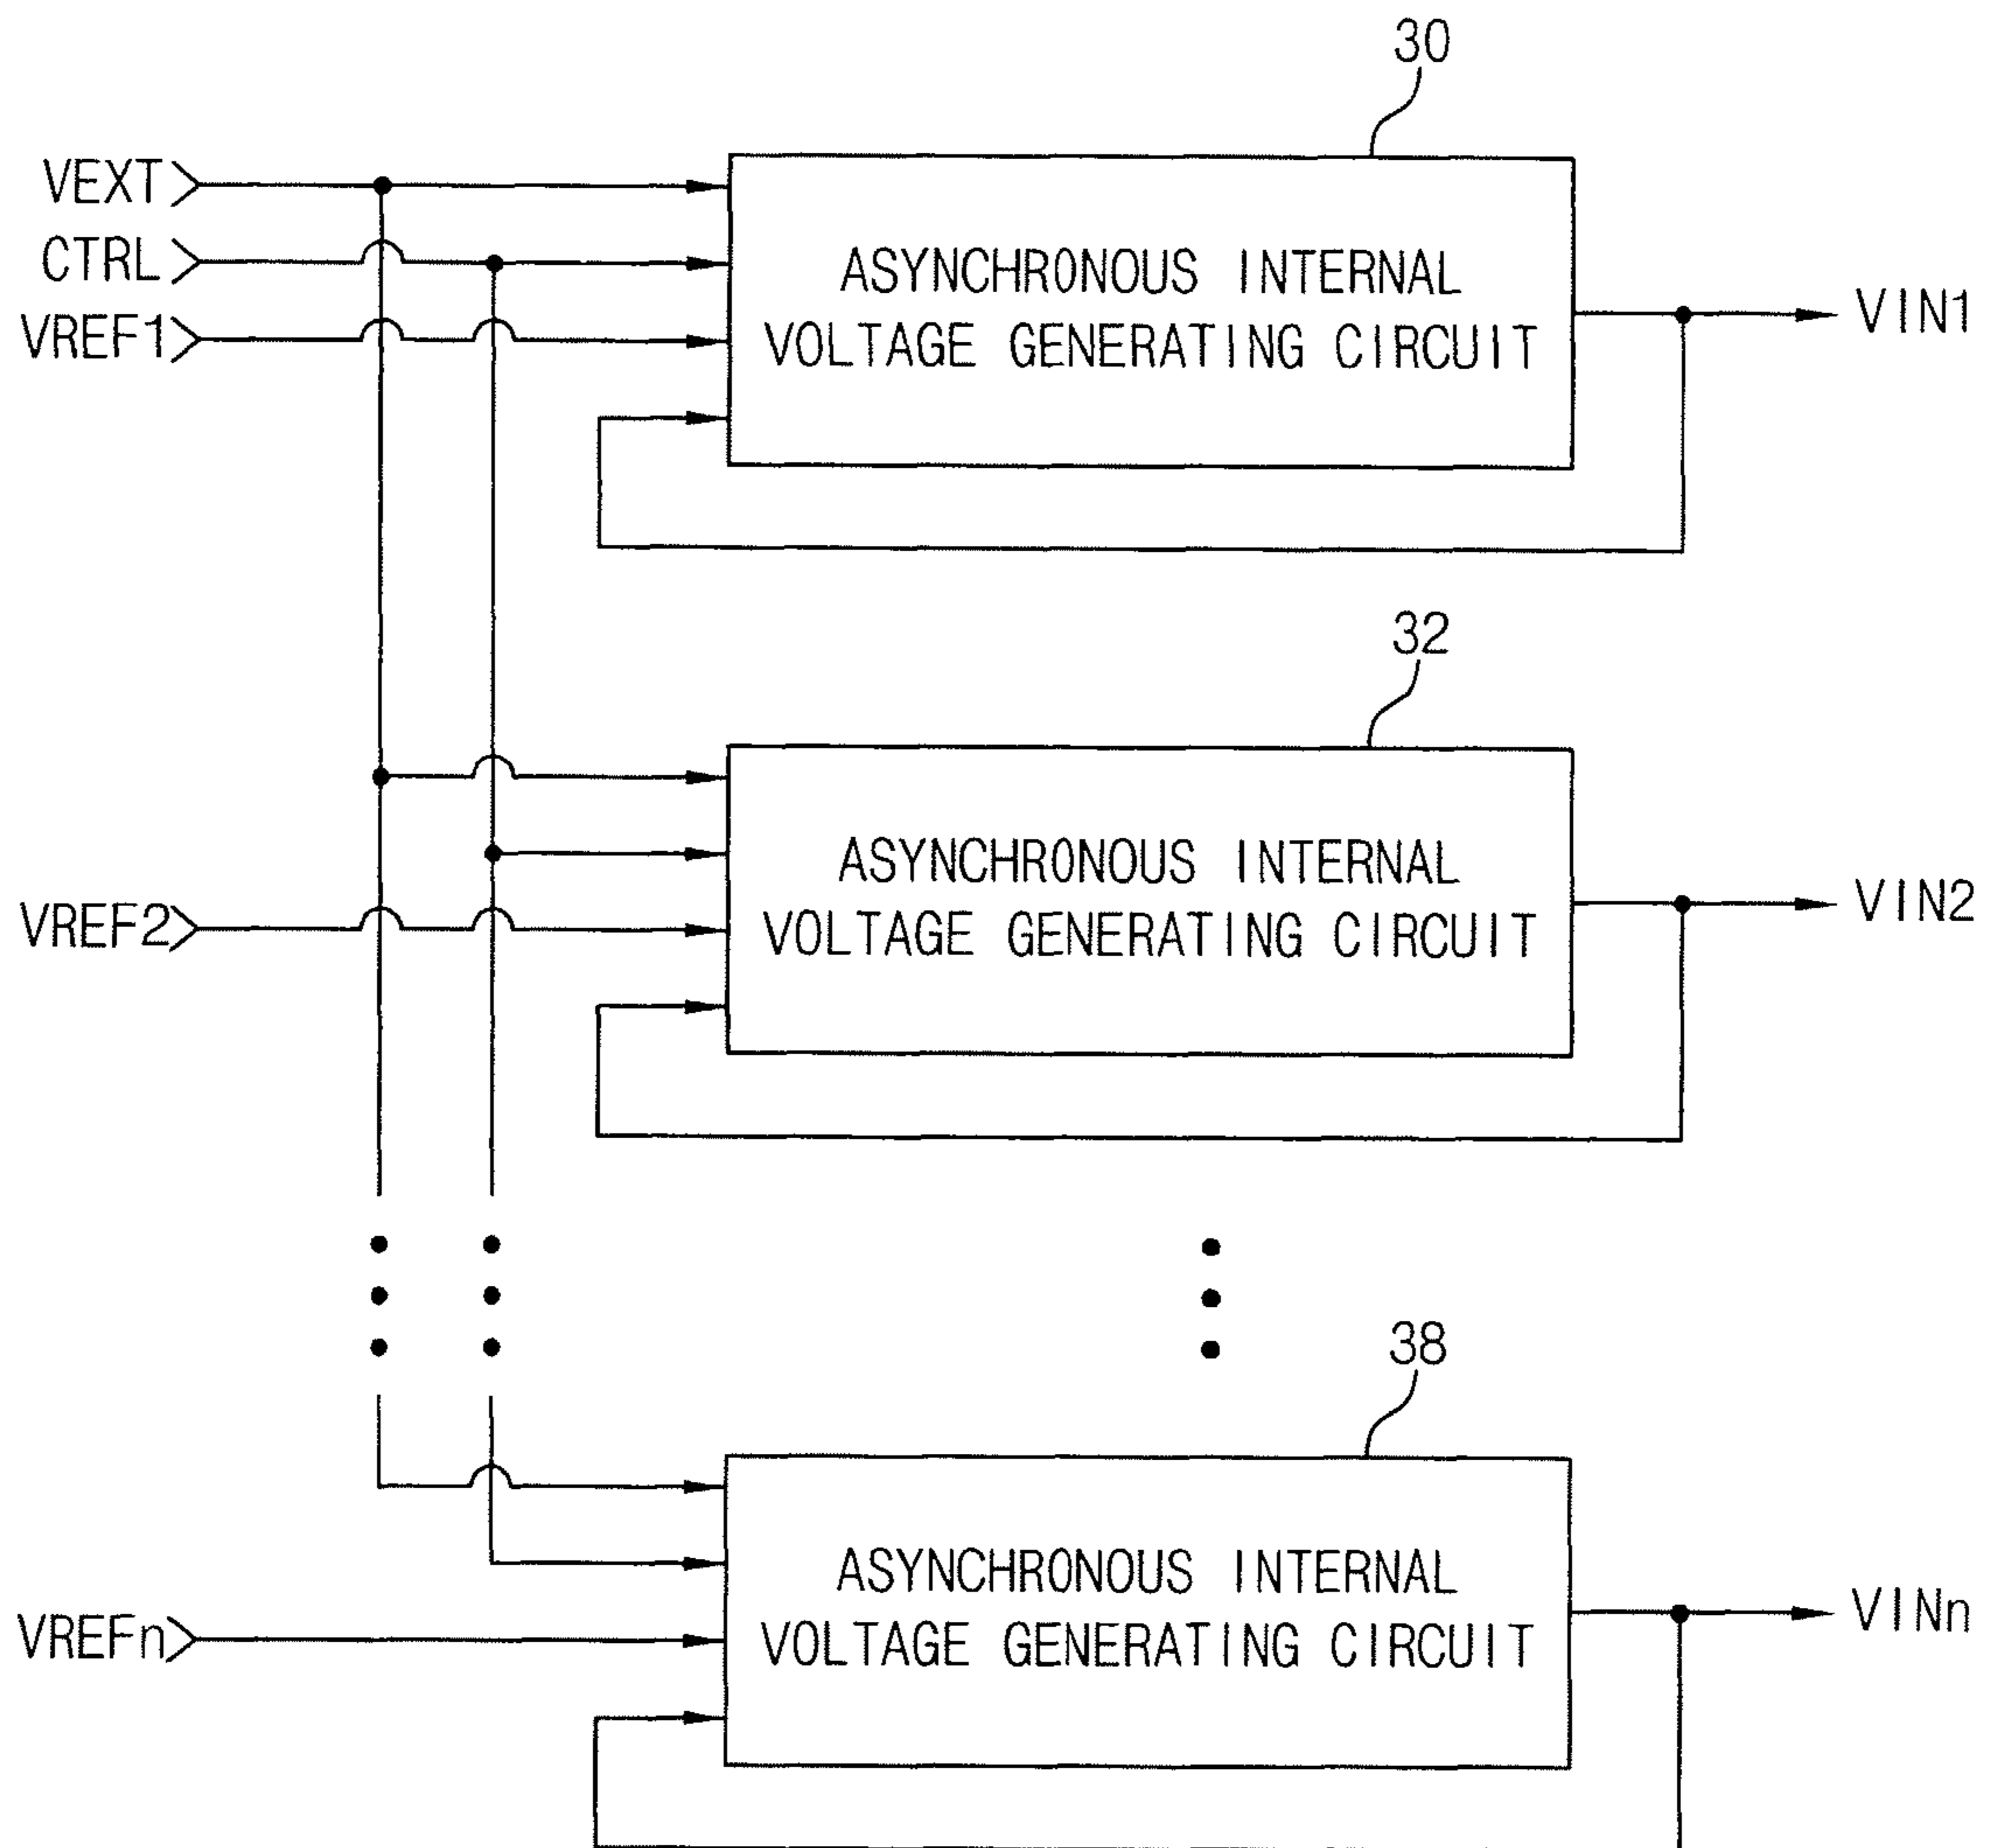 30
VEXT
CTRL
VREF1
ASYNCHRONOUS INTERNAL
VOLTAGE GENERATING CIRCUIT
VIN1
32
VREF2
ASYNCHRONOUS INTERNAL
VOLTAGE GENERATING CIRCUIT
VIN2
38
VREFn
ASYNCHRONOUS INTERNAL
VOLTAGE GENERATING CIRCUIT
VINn